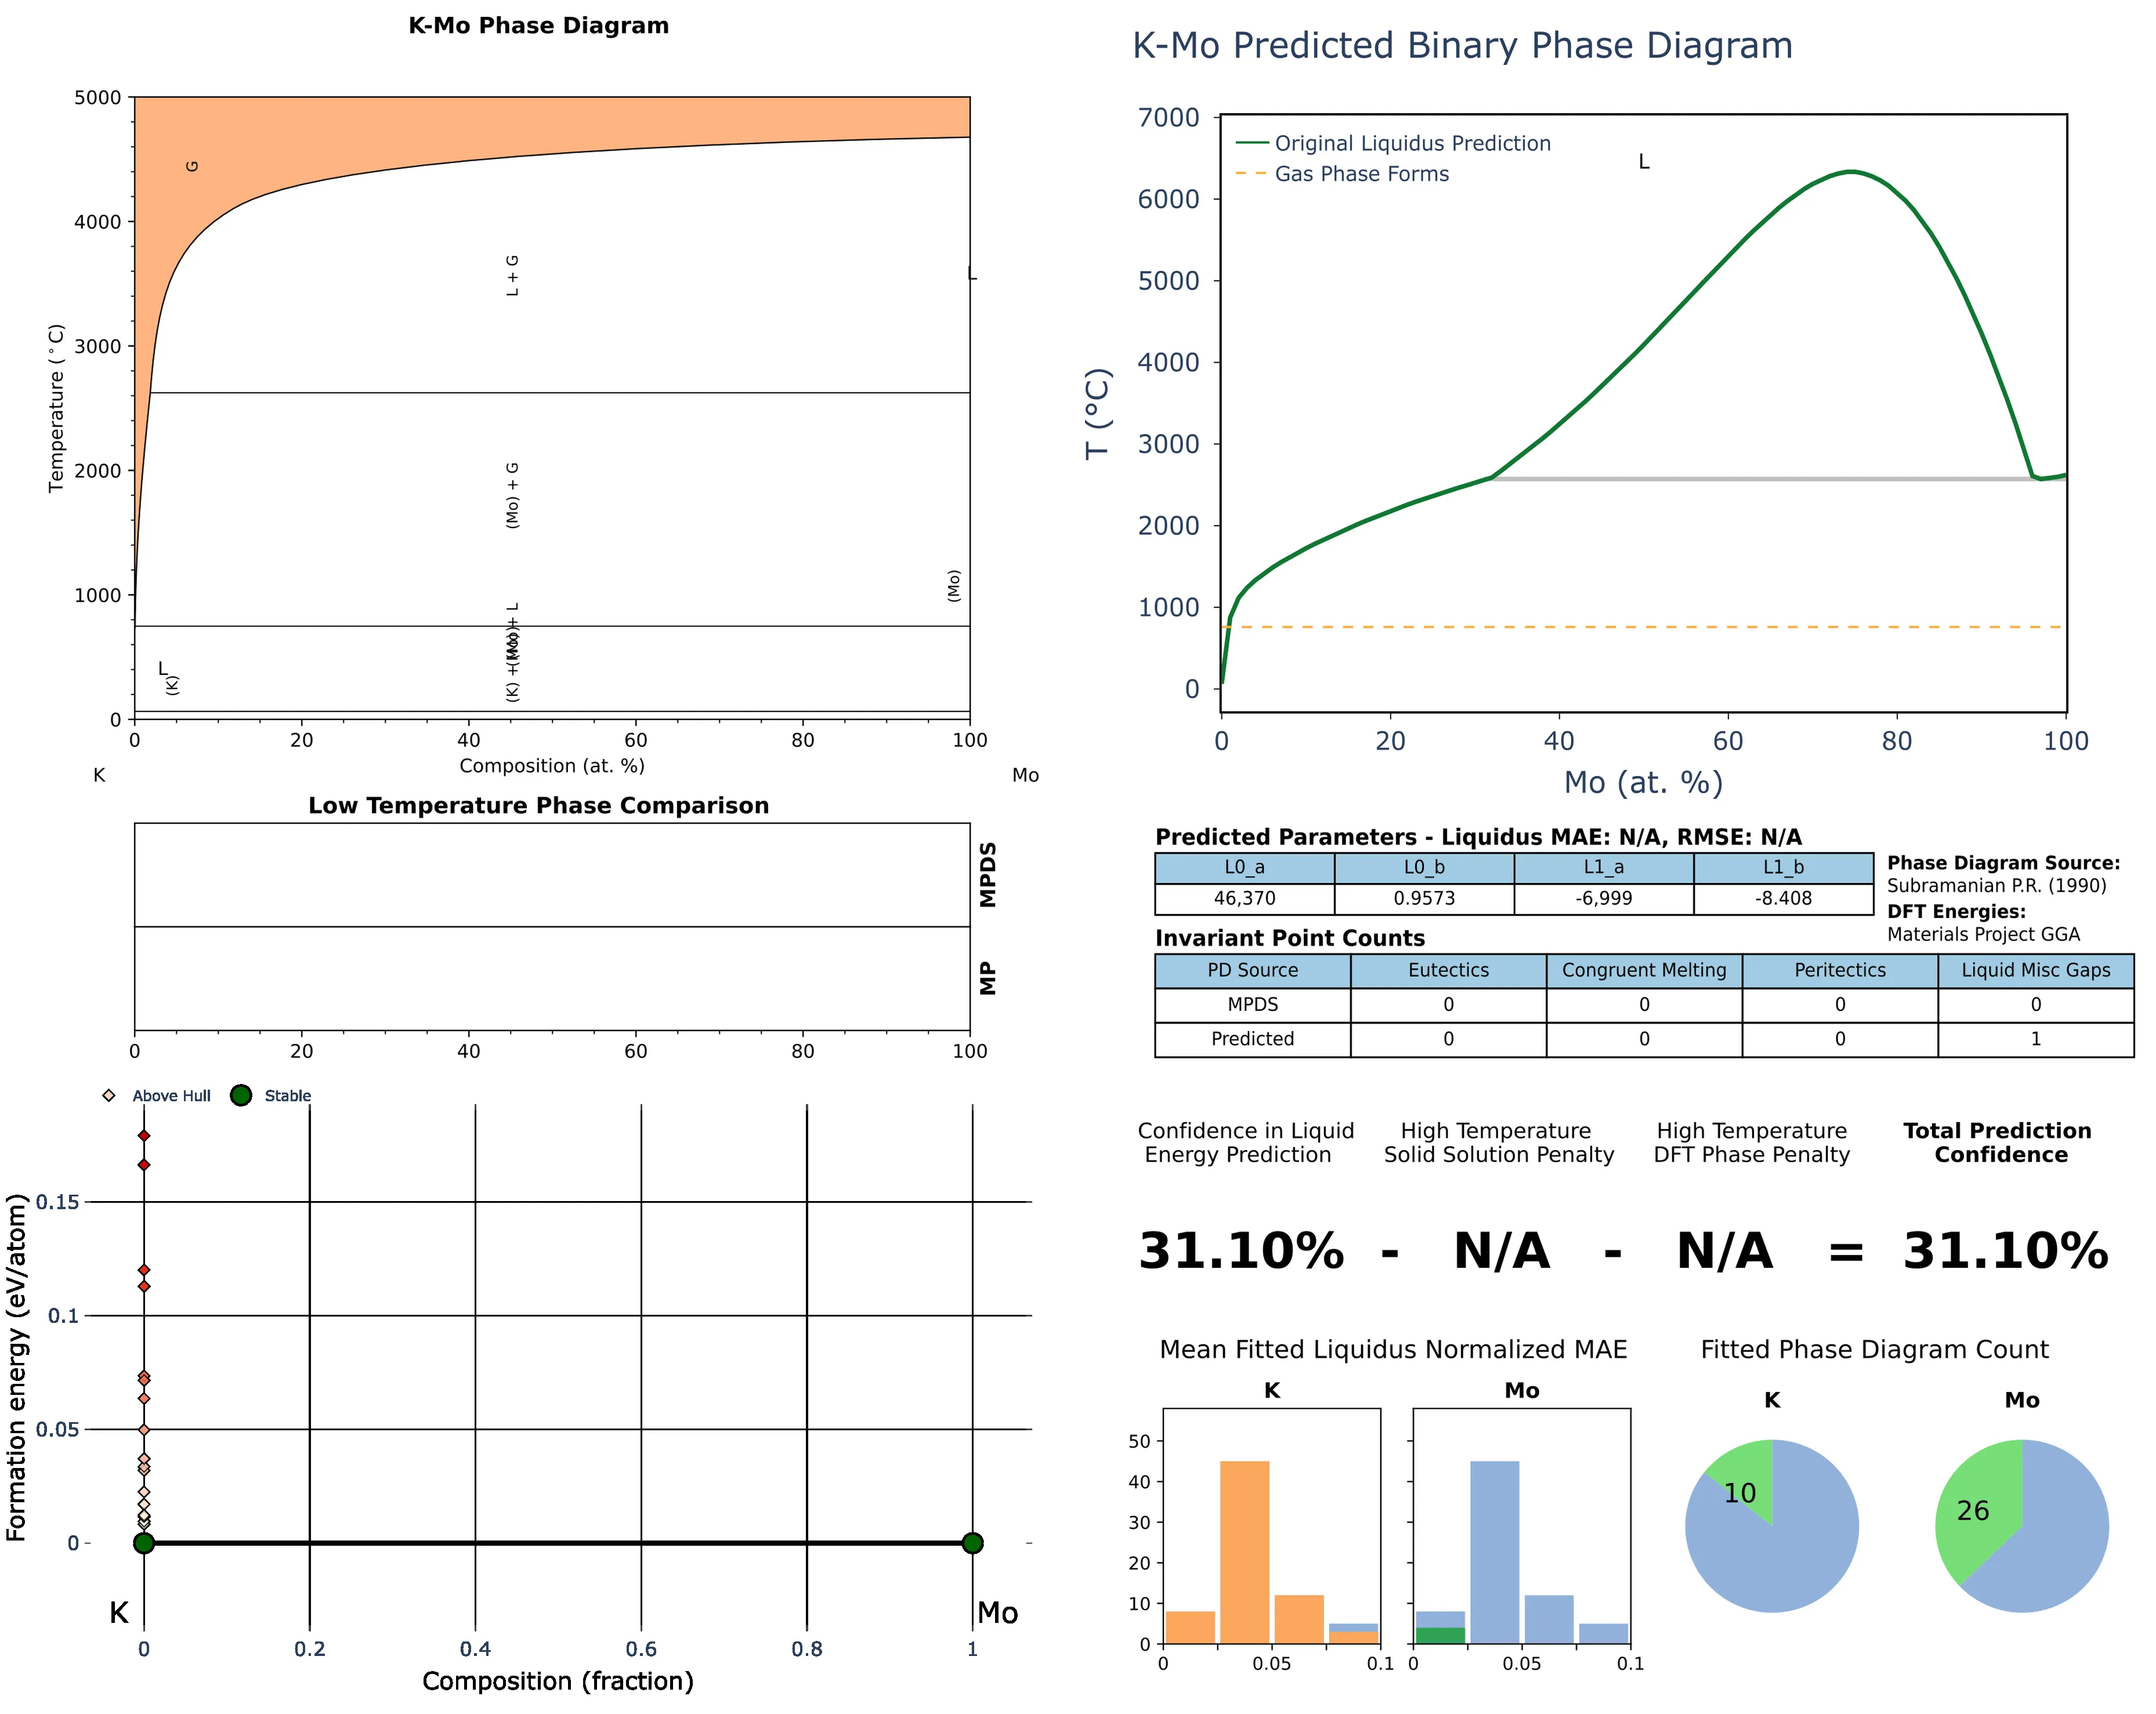 K-Mo Phase Diagram
5000
4000
3000
2000
1000
0
Temperature (°C)
G
L + G
L
(Mo) + G
(Mo)
(Mo) + L
(K) + (Mo)
L
(K)
0 20 40 60 80 100
Composition (at. %)
K Mo
Low Temperature Phase Comparison
MPDS
MP
0 20 40 60 80 100
Above Hull Stable
Formation energy (eV/atom)
0.15
0.1
0.05
0
K Mo
0 0.2 0.4 0.6 0.8 1
Composition (fraction)
K-Mo Predicted Binary Phase Diagram
7000
6000
5000
4000
3000
2000
1000
0
T (°C)
Original Liquidus Prediction
Gas Phase Forms
L
0 20 40 60 80 100
Mo (at. %)
Predicted Parameters - Liquidus MAE: N/A, RMSE: N/A
L0_a L0_b L1_a L1_b
46,370 0.9573 -6,999 -8.408
Phase Diagram Source:
Subramanian P.R. (1990)
DFT Energies:
Materials Project GGA
Invariant Point Counts
PD Source Eutectics Congruent Melting Peritectics Liquid Misc Gaps
MPDS 0 0 0 0
Predicted 0 0 0 1
Confidence in Liquid
Energy Prediction
High Temperature
Solid Solution Penalty
High Temperature
DFT Phase Penalty
Total Prediction
Confidence
31.10% - N/A - N/A = 31.10%
Mean Fitted Liquidus Normalized MAE
K Mo
50
40
30
20
10
0
0 0.05 0.1 0 0.05 0.1
Fitted Phase Diagram Count
K Mo
10 26